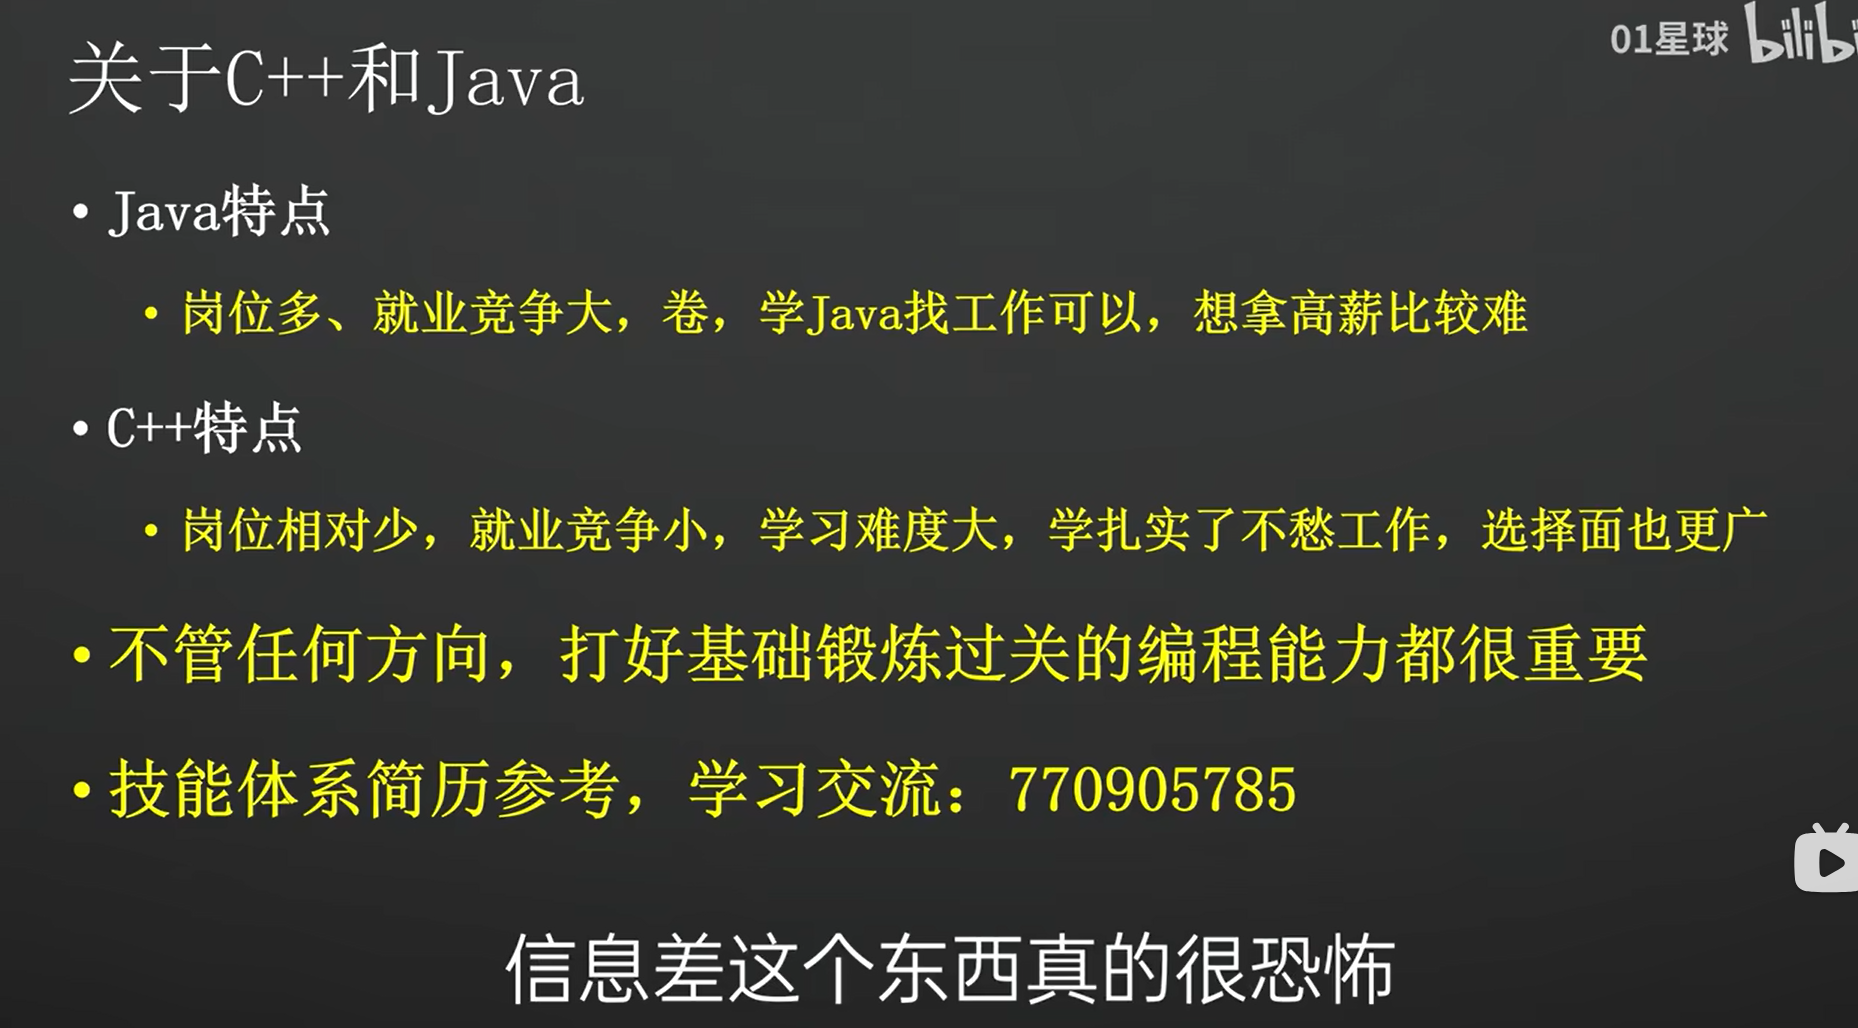 01星球 bilibi
关于C++和Java
• Java特点
• 岗位多、就业竞争大，卷，学Java找工作可以，想拿高薪比较难
• C++特点
• 岗位相对少，就业竞争小，学习难度大，学扎实了不愁工作，选择面也更广
• 不管任何方向，打好基础锻炼过关的编程能力都很重要
• 技能体系简历参考，学习交流：770905785
信息差这个东西真的很恐怖